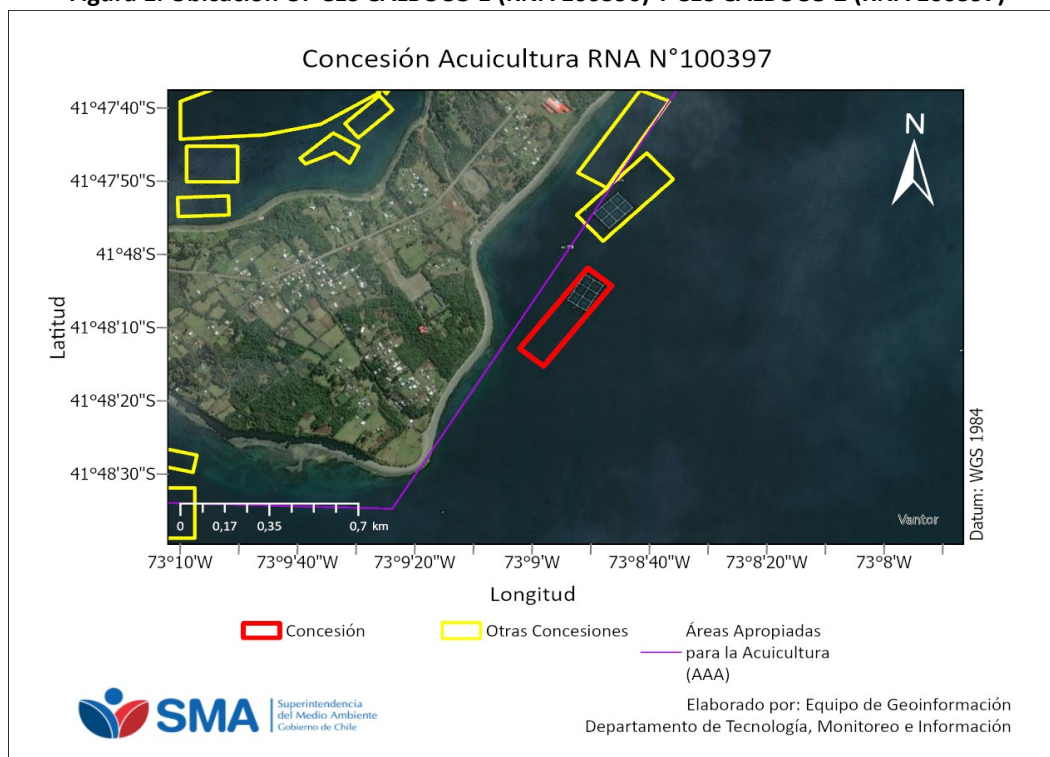 Concesión Acuicultura RNA N°100397
N
41°47'40"S
41°47'50"S
41°48'S
41°48'10"S
41°48'20"S
41°48'30"S
Latitud
0 0,17 0,35 0,7 km
Vantor
Datum: WGS 1984
73°10'W 73°9'40"W 73°9'20"W 73°9'W 73°8'40"W 73°8'20"W 73°8'W
Longitud
Concesión
Otras Concesiones
Áreas Apropiadas
para la Acuicultura
(AAA)
SMA
Superintendencia
del Medio Ambiente
Gobierno de Chile
Elaborado por: Equipo de Geoinformación
Departamento de Tecnología, Monitoreo e Información